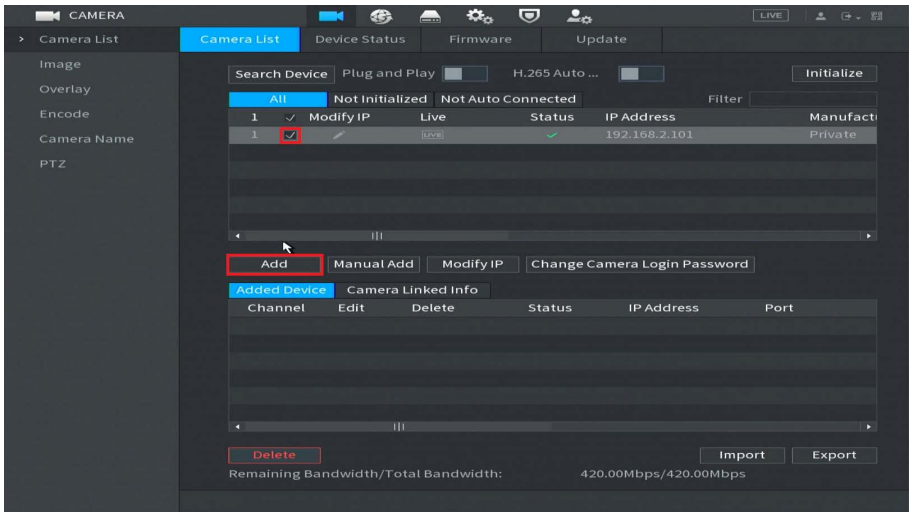 CAMERA LIVE
Camera List Camera List Device Status Firmware Update
Image
Overlay
Encode
Camera Name
PTZ
Search Device Plug and Play H.265 Auto ... Initialize
All Not Initialized Not Auto Connected Filter
1 Modify IP Live Status IP Address Manufactu
1 LIVE 192.168.2.101 Private
Add Manual Add Modify IP Change Camera Login Password
Added Device Camera Linked Info
Channel Edit Delete Status IP Address Port
Delete Import Export
Remaining Bandwidth/Total Bandwidth: 420.00Mbps/420.00Mbps